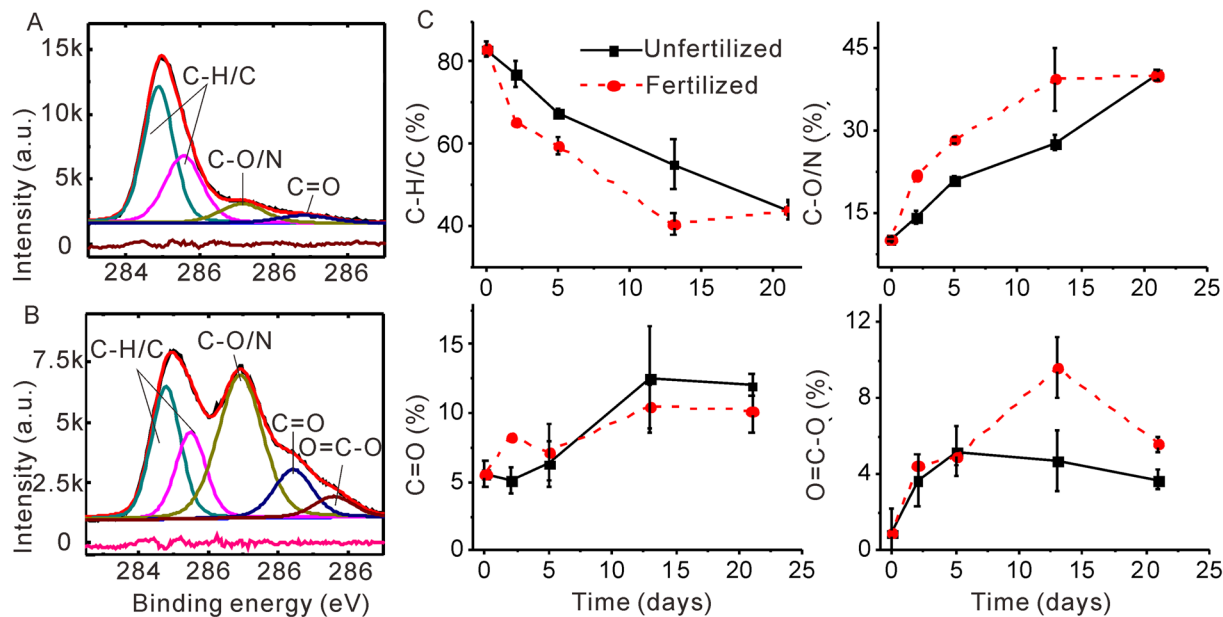 A
15k
10k
5k
0
Intensity (a.u.)
C-H/C
C-O/N
C=O
284 286 286 286
B
7.5k
5k
2.5k
0
Intensity (a.u.)
C-H/C
C-O/N
C=O
O=C-O
284 286 286 286
Binding energy (eV)
C
80
60
40
C-H/C (%)
Unfertilized
Fertilized
0 5 10 15 20
45
30
15
C-O/N (%)
0 5 10 15 20 25
15
10
5
0
C=O (%)
0 5 10 15 20 25
Time (days)
12
8
4
0
O=C-O (%)
0 5 10 15 20 25
Time (days)